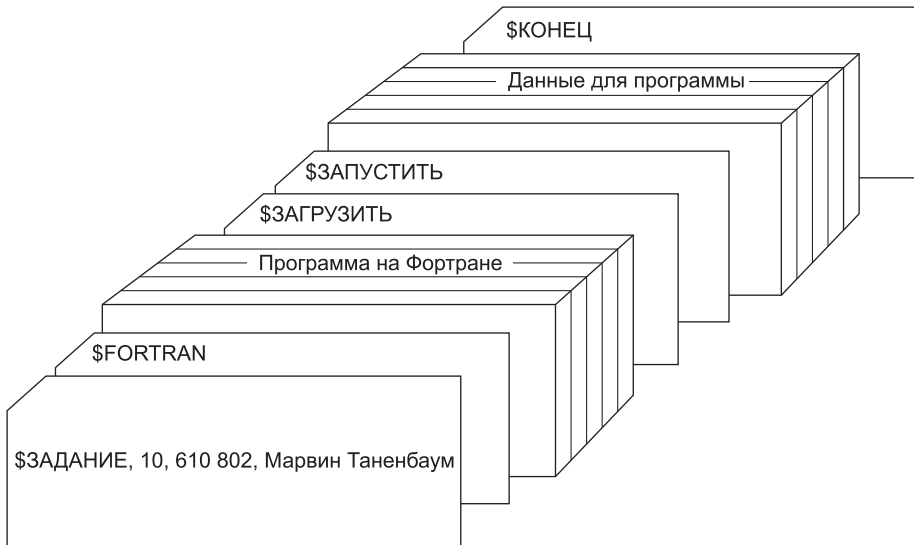 $КОНЕЦ
Данные для программы
$ЗАПУСТИТЬ
$ЗАГРУЗИТЬ
Программа на Фортране
$FORTRAN
$ЗАДАНИЕ, 10, 610 802, Марвин Таненбаум